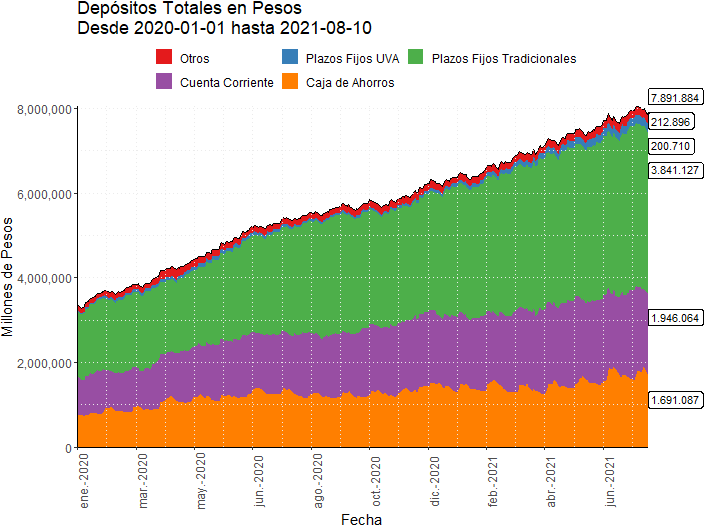 Depósitos Totales en Pesos
Desde 2020-01-01 hasta 2021-08-10
Otros
Plazos Fijos UVA
Plazos Fijos Tradicionales
Cuenta Corriente
Caja de Ahorros
Millones de Pesos
8,000,000
6,000,000
4,000,000
2,000,000
0
7.891.884
212.896
200.710
3.841.127
1.946.064
1.691.087
ene.-2020
mar.-2020
may.-2020
jun.-2020
ago.-2020
oct.-2020
dic.-2020
feb.-2021
abr.-2021
jun.-2021
Fecha